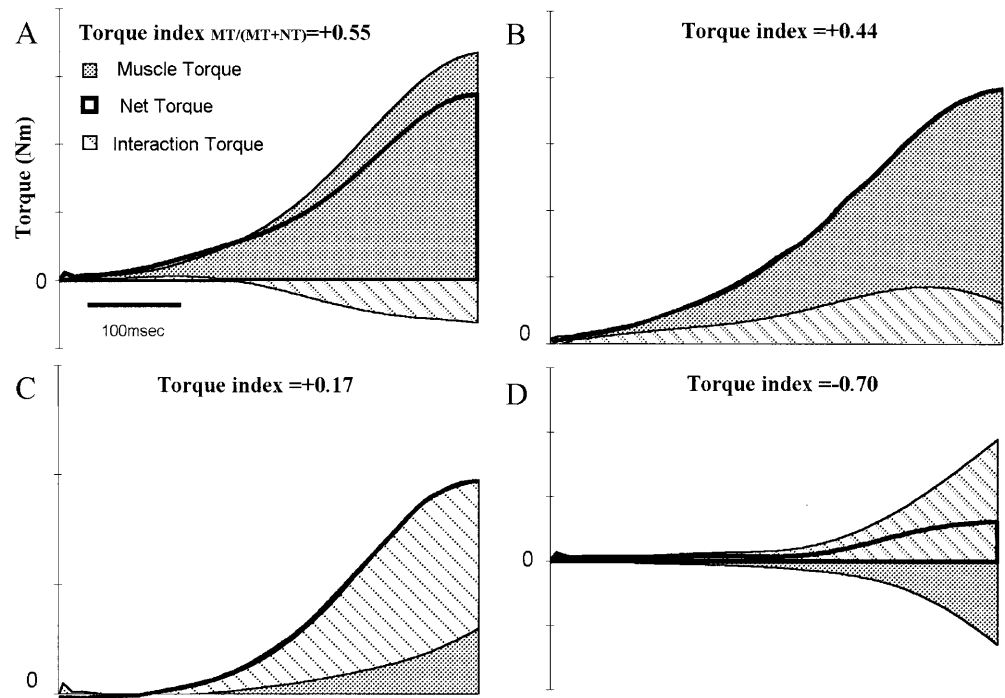 A
Torque index MT/(MT+NT)=+0.55
Muscle Torque
Net Torque
Interaction Torque
Torque (Nm)
0
100msec
B
Torque index =+0.44
0
C
Torque index =+0.17
0
D
Torque index =-0.70
0